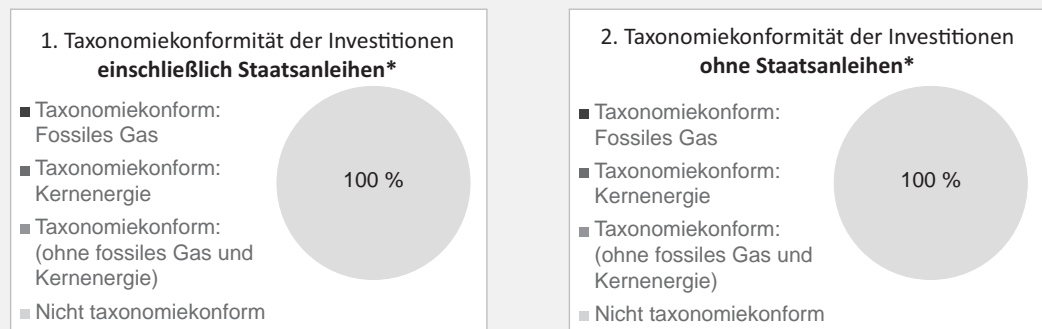 1. Taxonomiekonformität der Investitionen
einschließlich Staatsanleihen*
Taxonomiekonform:
Fossiles Gas
Taxonomiekonform:
Kernenergie
Taxonomiekonform:
(ohne fossiles Gas und
Kernenergie)
Nicht taxonomiekonform
100 %
2. Taxonomiekonformität der Investitionen
ohne Staatsanleihen*
Taxonomiekonform:
Fossiles Gas
Taxonomiekonform:
Kernenergie
Taxonomiekonform:
(ohne fossiles Gas und
Kernenergie)
Nicht taxonomiekonform
100 %